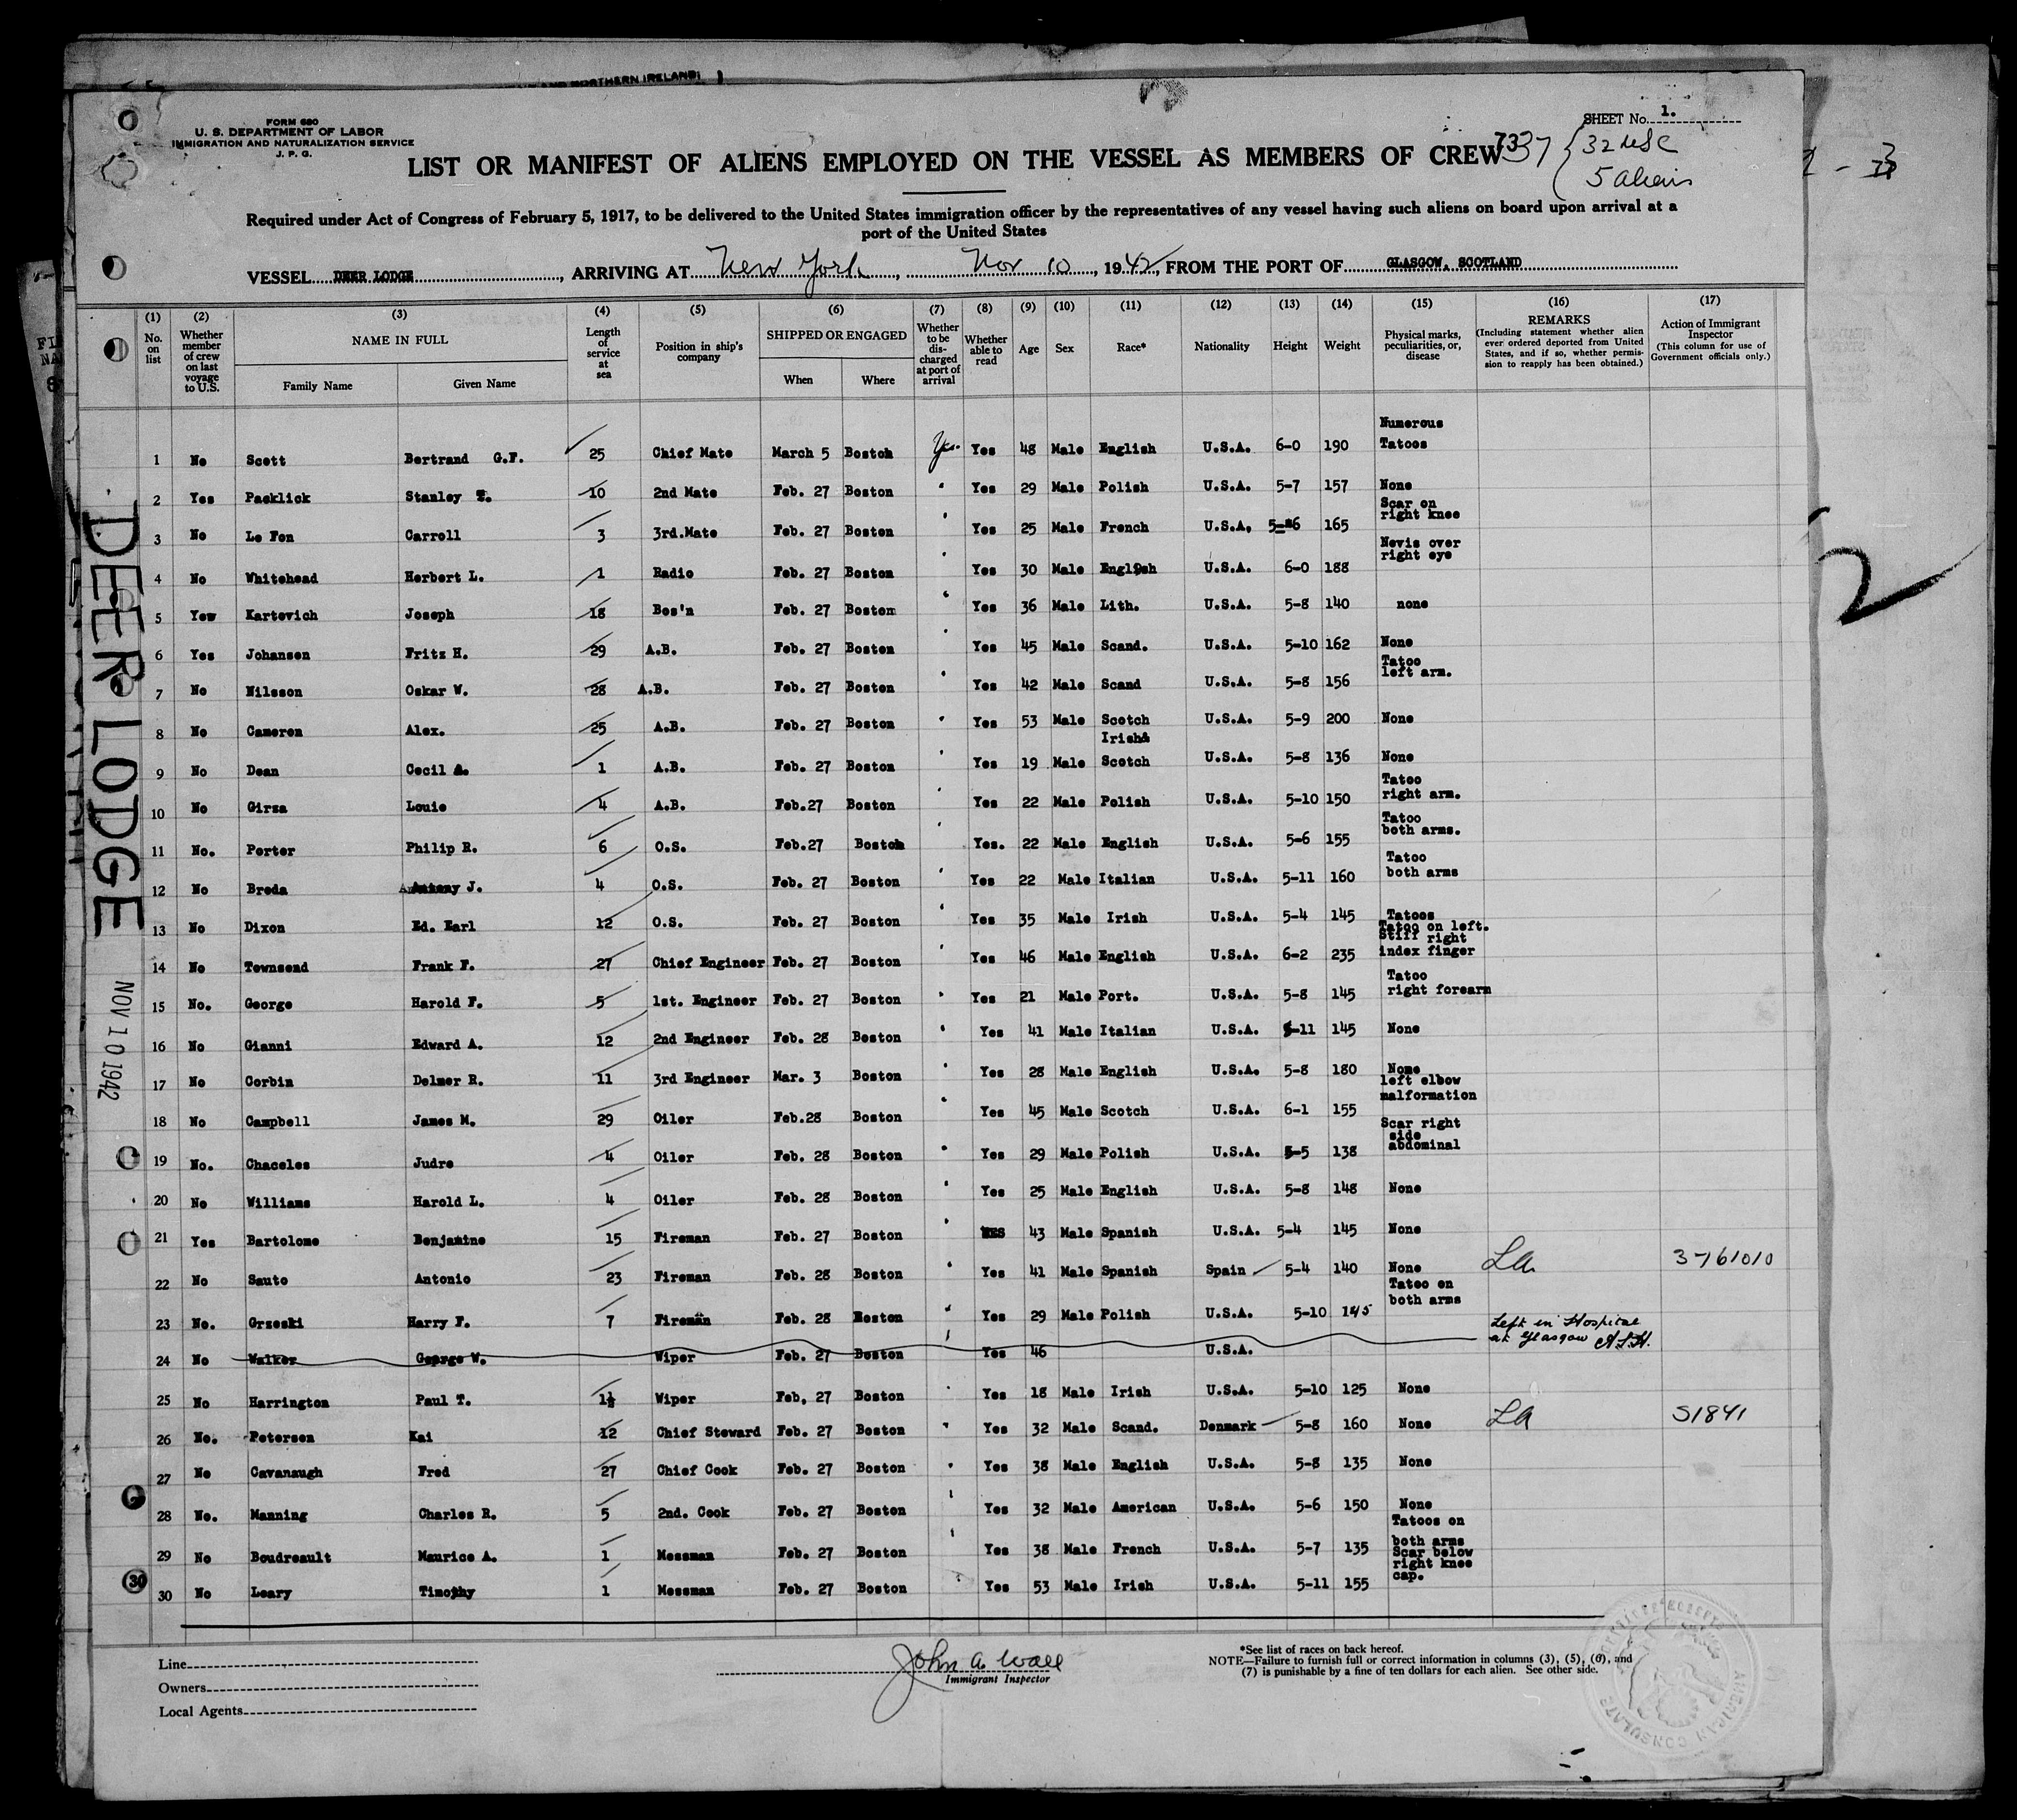 AND NORTHERN IRELAND)
FORM 680
U. S. DEPARTMENT OF LABOR
IMMIGRATION AND NATURALIZATION SERVICE
J. P. G.
SHEET No. 1.
LIST OR MANIFEST OF ALIENS EMPLOYED ON THE VESSEL AS MEMBERS OF CREW
37 { 32 USC
5 aliens
Required under Act of Congress of February 5, 1917, to be delivered to the United States immigration officer by the representatives of any vessel having such aliens on board upon arrival at a
port of the United States
VESSEL DEER LODGE, ARRIVING AT New York, Nov 10, 1942, FROM THE PORT OF GLASGOW, SCOTLAND
(1) No. on list
(2) Whether member of crew on last voyage to U.S.
(3) NAME IN FULL
Family Name Given Name
(4) Length of service at sea
(5) Position in ship's company
(6) SHIPPED OR ENGAGED
When Where
(7) Whether to be discharged at port of arrival
(8) Whether able to read
(9) Age
(10) Sex
(11) Race*
(12) Nationality
(13) Height
(14) Weight
(15) Physical marks, peculiarities, or, disease
(16) REMARKS
(Including statement whether alien ever ordered deported from United States, and if so, whether permission to reapply has been obtained.)
(17) Action of Immigrant Inspector
(This column for use of Government officials only.)
1 No Scott Bertrand G.F. 25 Chief Mate March 5 Boston Yes Yes 48 Male English U.S.A. 6-0 190 Numerous Tatoos
2 Yes Packlick Stanley T. 10 2nd Mate Feb. 27 Boston " Yes 29 Male Polish U.S.A. 5-7 157 None
3 No Le Fon Carroll 3 3rd.Mate Feb. 27 Boston " Yes 25 Male French U.S.A. 5-6 165 Scar on right knee
4 No Whitehead Herbert L. 1 Radio Feb. 27 Boston " Yes 30 Male English U.S.A. 6-0 188 Nevis over right eye
5 Yew Kartovich Joseph 18 Bos'n Feb. 27 Boston " Yes 36 Male Lith. U.S.A. 5-8 140 none
6 Yes Johansen Fritz H. 29 A.B. Feb. 27 Boston " Yes 45 Male Scand. U.S.A. 5-10 162 None
7 No Nilsson Oskar W. 28 A.B. Feb. 27 Boston " Yes 42 Male Scand U.S.A. 5-8 156 Tatoo left arm.
8 No Cameron Alex. 25 A.B. Feb. 27 Boston " Yes 53 Male Scotch U.S.A. 5-9 200 None
9 No Dean Cecil A. 1 A.B. Feb. 27 Boston " Yes 19 Male Irish& Scotch U.S.A. 5-8 136 None
10 No Girza Louie 4 A.B. Feb.27 Boston " Yes 22 Male Polish U.S.A. 5-10 150 Tatoo right arm.
11 No. Porter Philip R. 6 O.S. Feb.27 Boston " Yes. 22 Male English U.S.A. 5-6 155 Tatoo both arms.
12 No Breda J. 4 O.S. Feb. 27 Boston " Yes 22 Male Italian U.S.A. 5-11 160 Tatoo both arms
13 No Dixon Ed. Earl 12 O.S. Feb. 27 Boston " Yes 35 Male Irish U.S.A. 5-4 145 Tatoos
14 No Townsend Frank F. 27 Chief Engineer Feb. 27 Boston " Yes 46 Male English U.S.A. 6-2 235 Tatoo on left. Stiff right index finger
15 No. George Harold F. 5 1st. Engineer Feb. 27 Boston " Yes 21 Male Port. U.S.A. 5-8 145 Tatoo right forearm
16 No Gianni Edward A. 12 2nd Engineer Feb. 28 Boston " Yes 41 Male Italian U.S.A. 5-11 145 None
17 No Corbin Delmer R. 11 3rd Engineer Mar. 3 Boston " Yes 28 Male English U.S.A. 5-8 180 None
18 No Campbell James M. 29 Oiler Feb.28 Boston " Yes 45 Male Scotch U.S.A. 6-1 155 left elbow malformation
19 No. Chaceles Judre 4 Oiler Feb. 28 Boston " Yes 29 Male Polish U.S.A. 5-5 138 Scar right side abdominal
20 No Williams Harold L. 4 Oiler Feb. 28 Boston " Yes 25 Male English U.S.A. 5-8 148 None
21 Yes Bartolome Benjamine 15 Fireman Feb. 27 Boston " YES 43 Male Spanish U.S.A. 5-4 145 None
22 No Sauto Antonio 23 Fireman Feb. 28 Boston " Yes 41 Male Spanish Spain 5-4 140 None La 3761010
23 No. Grzeski Harry F. 7 Fireman Feb. 28 Boston " Yes 29 Male Polish U.S.A. 5-10 145 Tatoo on both arms
24 No Walker George W. Wiper Feb. 27 Boston " Yes 46 U.S.A. Left in Hospital at Glasgow
25 No Harrington Paul T. 1½ Wiper Feb. 27 Boston " Yes 18 Male Irish U.S.A. 5-10 125 None
26 No. Petersen Kai 12 Chief Steward Feb. 27 Boston " Yes 32 Male Scand. Denmark 5-8 160 None La 51841
27 No Cavanaugh Fred 27 Chief Cook Feb. 27 Boston " Yes 38 Male English U.S.A. 5-8 135 None
28 No. Manning Charles R. 5 2nd. Cook Feb. 27 Boston " Yes 32 Male American U.S.A. 5-6 150 None
29 No Boudreault Maurice A. 1 Messman Feb. 27 Boston " Yes 38 Male French U.S.A. 5-7 135 Tatoos on both arms
30 No Leary Timothy 1 Messman Feb. 27 Boston " Yes 53 Male Irish U.S.A. 5-11 155 Scar below right knee cap.
DEER LODGE
NOV 10 1942
2
30
Line
Owners
Local Agents
John A. Wall
Immigrant Inspector
*See list of races on back hereof.
NOTE—Failure to furnish full or correct information in columns (3), (5), (6), and
(7) is punishable by a fine of ten dollars for each alien. See other side.
AMERICAN CONSULATE